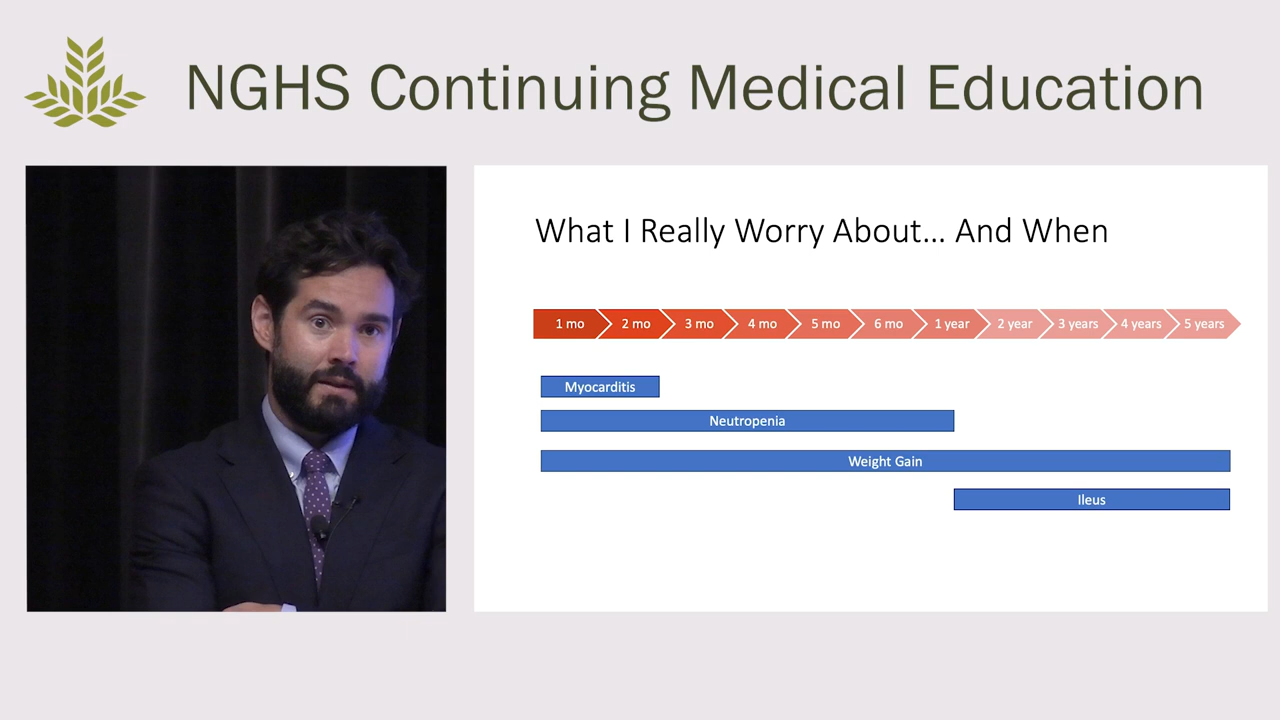 NGHS Continuing Medical Education
What I Really Worry About... And When
1 mo 2 mo 3 mo 4 mo 5 mo 6 mo 1 year 2 year 3 years 4 years 5 years
Myocarditis
Neutropenia
Weight Gain
Ileus